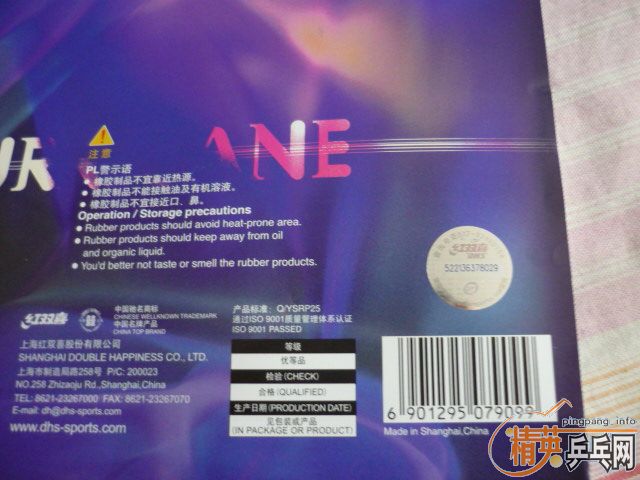 UR ANE
注意
PL警示语
● 橡胶制品不宜靠近热源。
● 橡胶制品不能接触油及有机溶液。
● 橡胶制品不宜接近口、鼻。
Operation / Storage precautions
● Rubber products should avoid heat-prone area.
● Rubber products should keep away from oil
and organic liquid.
● You'd better not taste or smell the rubber products.
红双喜
522136378029
红双喜
中国驰名商标
CHINESE WELLKNOWN TRADEMARK
中国名牌产品
CHINA TOP BRAND
上海红双喜股份有限公司
SHANGHAI DOUBLE HAPPINESS CO., LTD.
上海市制造局路258号 P/C: 200023
NO.258 Zhizaoju Rd.,Shanghai,China
TEL: 8621-23267000 FAX: 8621-23267070
E-mail: dh@dhs-sports.com
www.dhs-sports.com
产品标准: Q/YSRP25
通过ISO 9001质量管理体系认证
ISO 9001 PASSED
等级
优等品
检验 (CHECK)
合格 (QUALIFIED)
生产日期 (PRODUCTION DATE)
见包装或产品
(IN PACKAGE OR PRODUCT)
6 901295 079099
Made in Shanghai,China
pingpang.info
精英乒乓网